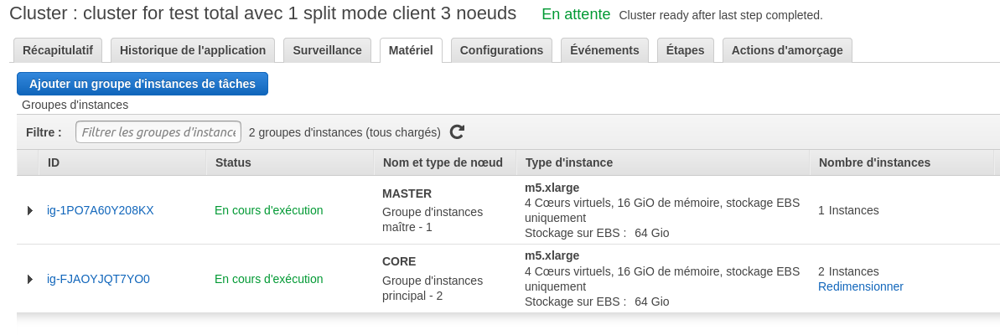 Cluster : cluster for test total avec 1 split mode client 3 noeuds En attente Cluster ready after last step completed.
Récapitulatif Historique de l'application Surveillance Matériel Configurations Événements Étapes Actions d'amorçage
Ajouter un groupe d'instances de tâches
Groupes d'instances
Filtre : Filtrer les groupes d'instance 2 groupes d'instances (tous chargés)
ID Status Nom et type de nœud Type d'instance Nombre d'instances
ig-1PO7A60Y208KX En cours d'exécution
MASTER
Groupe d'instances
maître - 1
m5.xlarge
4 Cœurs virtuels, 16 GiO de mémoire, stockage EBS
uniquement
Stockage sur EBS : 64 Gio
1 Instances
ig-FJAOYJQT7YO0 En cours d'exécution
CORE
Groupe d'instances
principal - 2
m5.xlarge
4 Cœurs virtuels, 16 GiO de mémoire, stockage EBS
uniquement
Stockage sur EBS : 64 Gio
2 Instances
Redimensionner